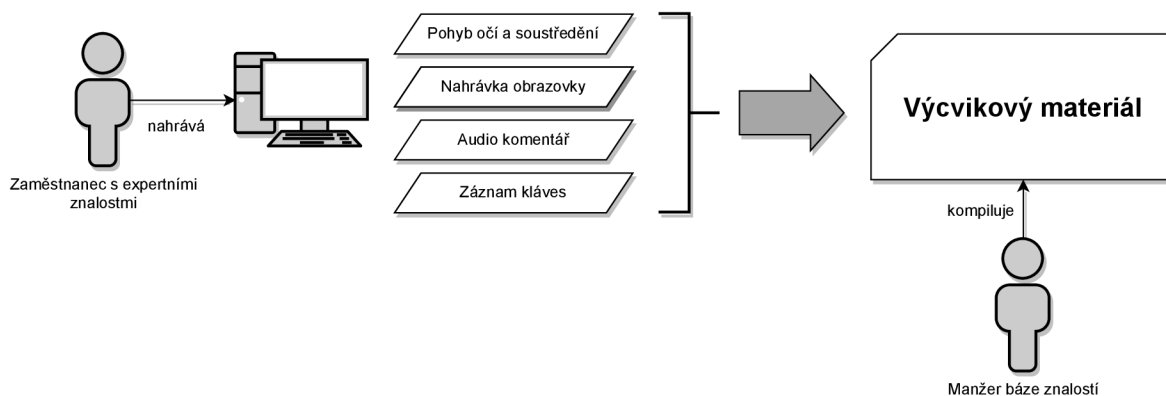 Pohyb očí a soustředění
Nahrávka obrazovky
Audio komentář
Záznam kláves
nahrává
Zaměstnanec s expertními
znalostmi
Výcvikový materiál
kompiluje
Manžer báze znalostí